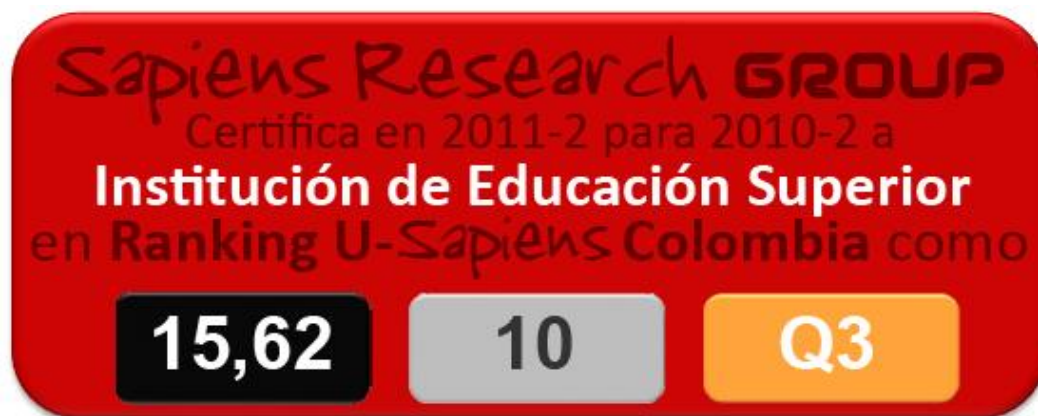 Sapiens Research GROUP
Certifica en 2011-2 para 2010-2 a
Institución de Educación Superior
en Ranking U-Sapiens Colombia como
15,62 10 Q3